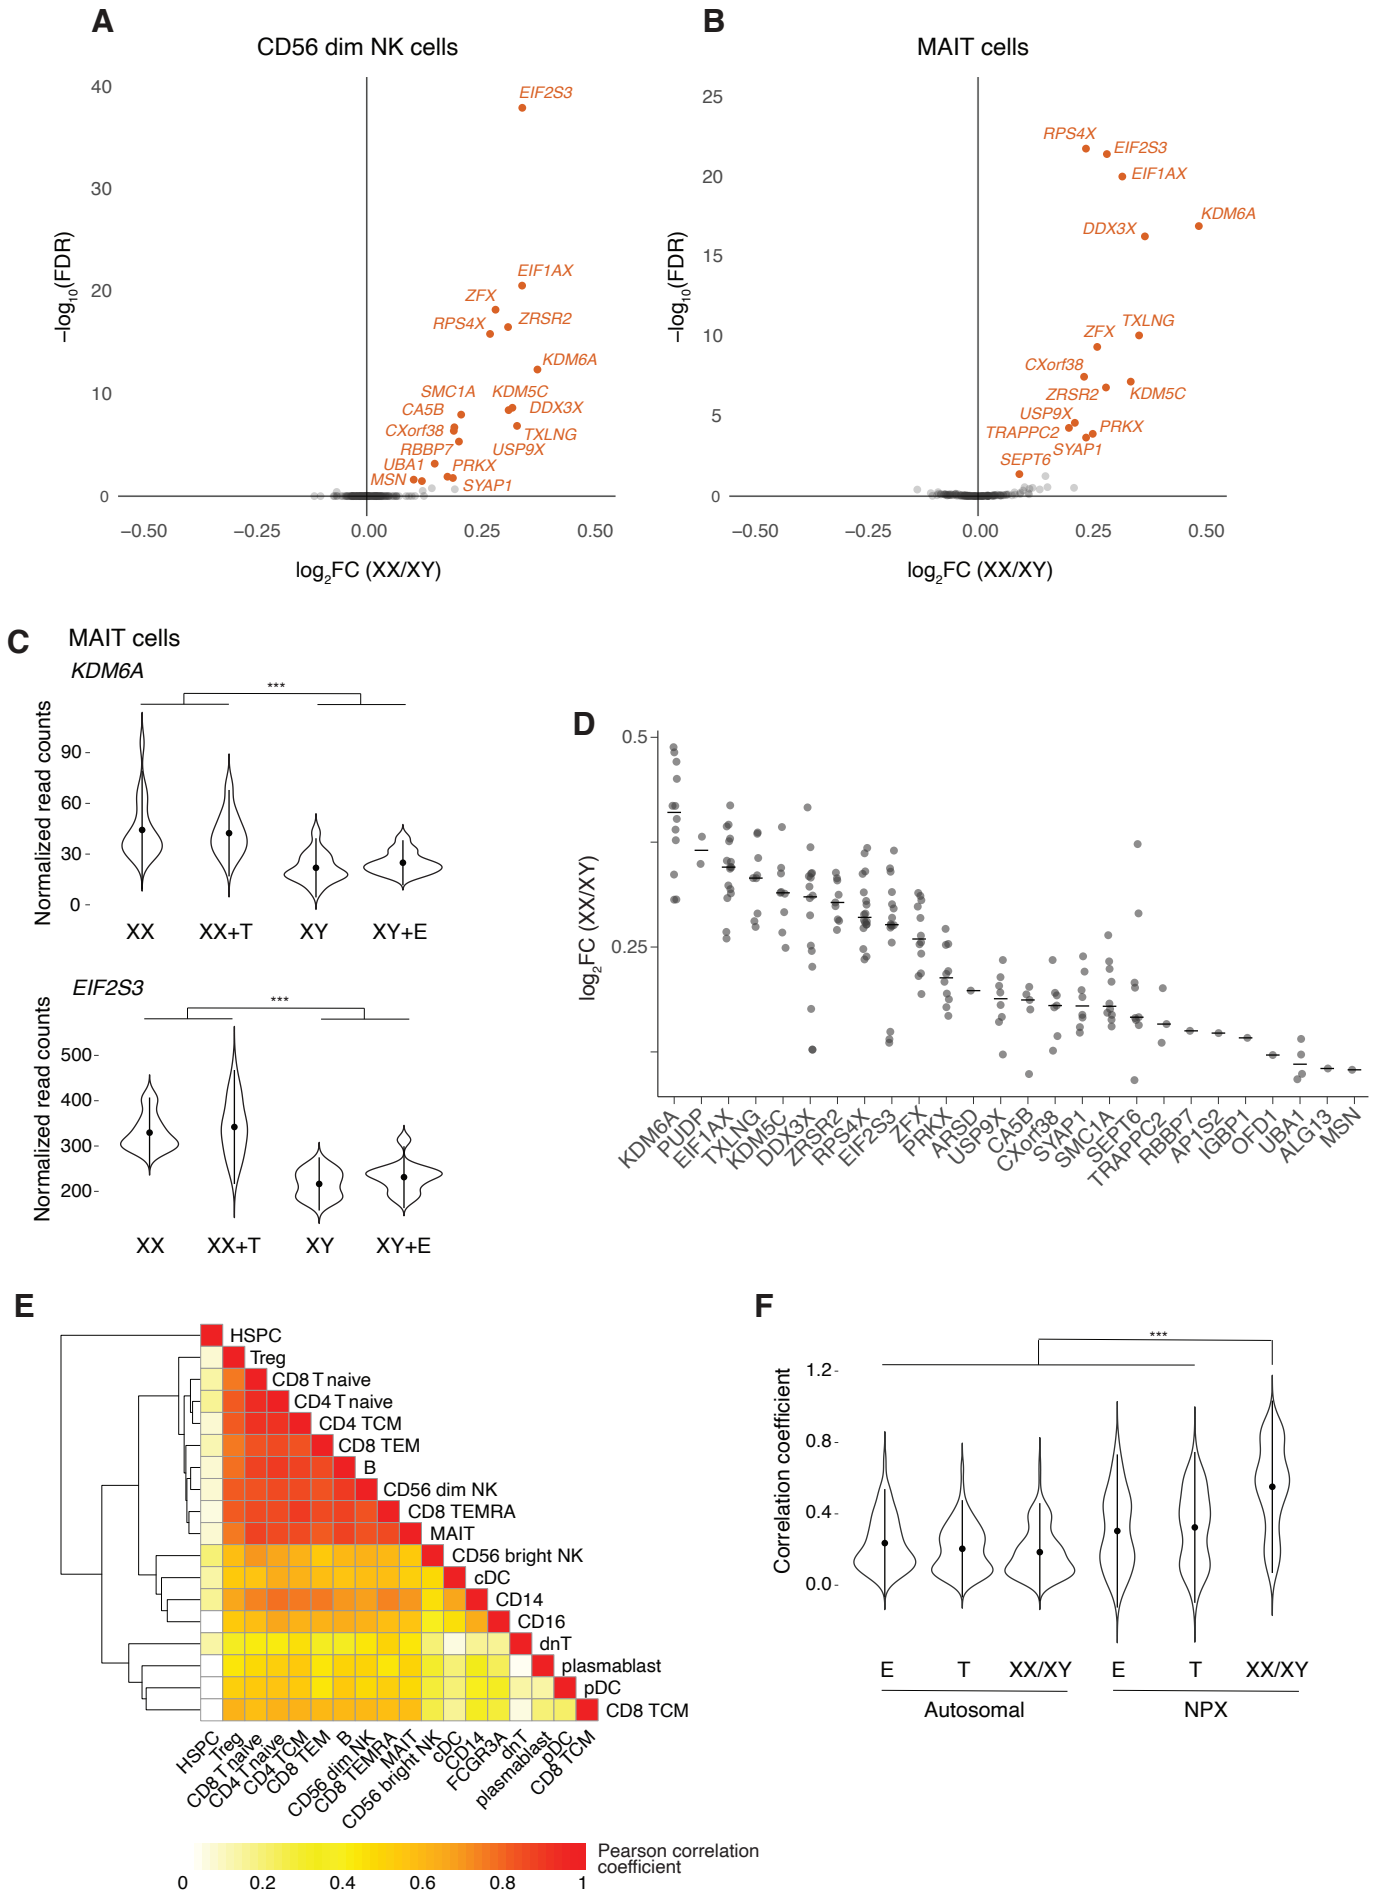 A
CD56 dim NK cells
40
30
20
10
0
−log10(FDR)
EIF2S3
EIF1AX
ZFX
ZRSR2
RPS4X
KDM6A
SMC1A
KDM5C
CA5B
DDX3X
CXorf38
TXLNG
RBBP7
USP9X
UBA1
PRKX
MSN
SYAP1
−0.50
−0.25
0.00
0.25
0.50
log2FC (XX/XY)
B
MAIT cells
25
20
15
10
5
0
−log10(FDR)
RPS4X
EIF2S3
EIF1AX
KDM6A
DDX3X
TXLNG
ZFX
CXorf38
ZRSR2
KDM5C
USP9X
TRAPPC2
PRKX
SYAP1
SEPT6
−0.50
−0.25
0.00
0.25
0.50
log2FC (XX/XY)
C
MAIT cells
KDM6A
***
Normalized read counts
90
60
30
0
XX
XX+T
XY
XY+E
EIF2S3
***
Normalized read counts
500
400
300
200
XX
XX+T
XY
XY+E
D
0.5
0.25
log2FC (XX/XY)
KDM6A
PUDP
EIF1AX
TXLNG
KDM5C
DDX3X
ZRSR2
RPS4X
EIF2S3
ZFX
PRKX
ARSD
USP9X
CA5B
CXorf38
SYAP1
SMC1A
SEPT6
TRAPPC2
RBBP7
AP1S2
IGBP1
OFD1
UBA1
ALG13
MSN
E
HSPC
Treg
CD8 T naive
CD4 T naive
CD4 TCM
CD8 TEM
B
CD56 dim NK
CD8 TEMRA
MAIT
CD56 bright NK
cDC
CD14
CD16
dnT
plasmablast
pDC
CD8 TCM
HSPC
Treg
CD8 T naive
CD4 T naive
CD4 TCM
CD8 TEM
B
CD56 dim NK
CD8 TEMRA
MAIT
CD56 bright NK
cDC
CD14
FCGR3A
dnT
plasmablast
pDC
CD8 TCM
Pearson correlation
coefficient
0
0.2
0.4
0.6
0.8
1
F
***
Correlation coefficient
1.2
0.8
0.4
0.0
E
T
XX/XY
E
T
XX/XY
Autosomal
NPX